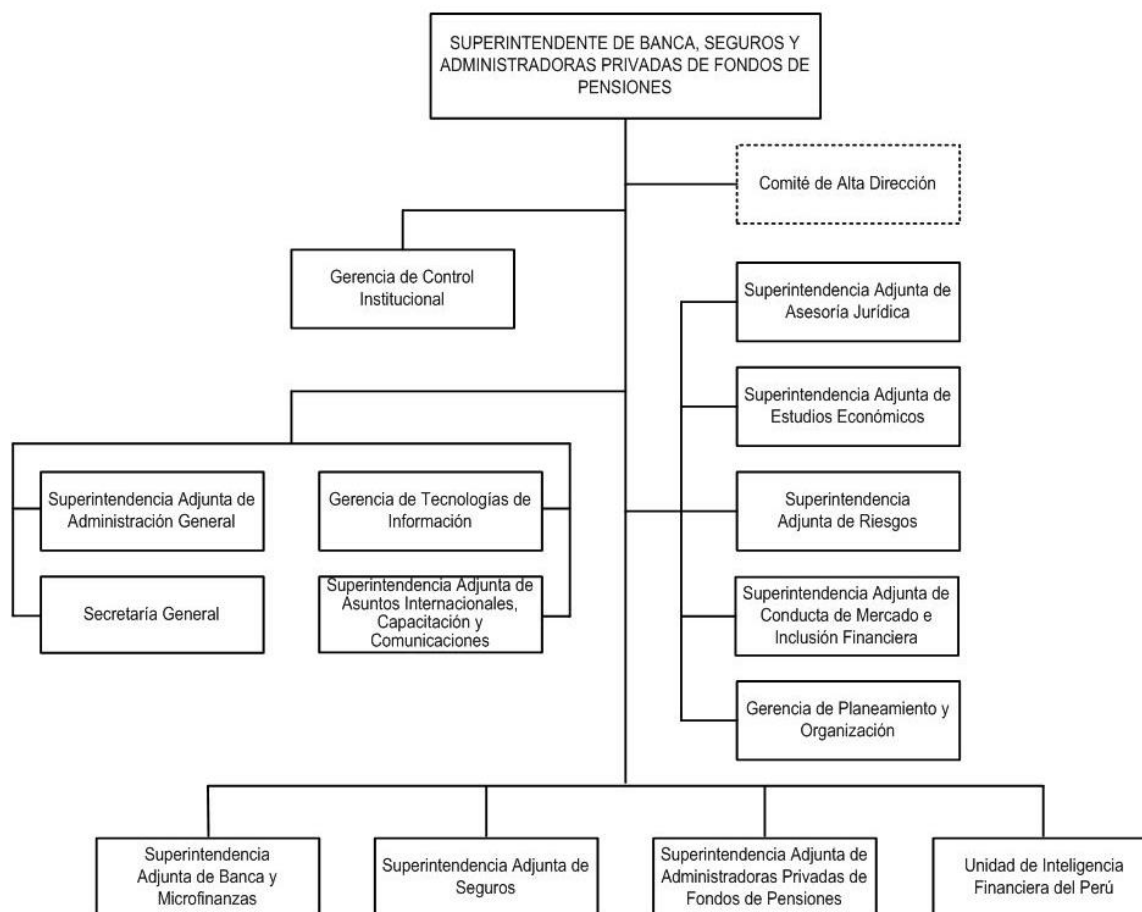 SUPERINTENDENTE DE BANCA, SEGUROS Y
ADMINISTRADORAS PRIVADAS DE FONDOS DE
PENSIONES
Comité de Alta Dirección
Gerencia de Control
Institucional
Superintendencia Adjunta de
Asesoría Jurídica
Superintendencia Adjunta de
Estudios Económicos
Superintendencia Adjunta de
Administración General
Gerencia de Tecnologías de
Información
Superintendencia
Adjunta de Riesgos
Secretaría General
Superintendencia Adjunta de
Asuntos Internacionales,
Capacitación y
Comunicaciones
Superintendencia Adjunta de
Conducta de Mercado e
Inclusión Financiera
Gerencia de Planeamiento y
Organización
Superintendencia
Adjunta de Banca y
Microfinanzas
Superintendencia Adjunta de
Seguros
Superintendencia Adjunta de
Administradoras Privadas de
Fondos de Pensiones
Unidad de Inteligencia
Financiera del Perú